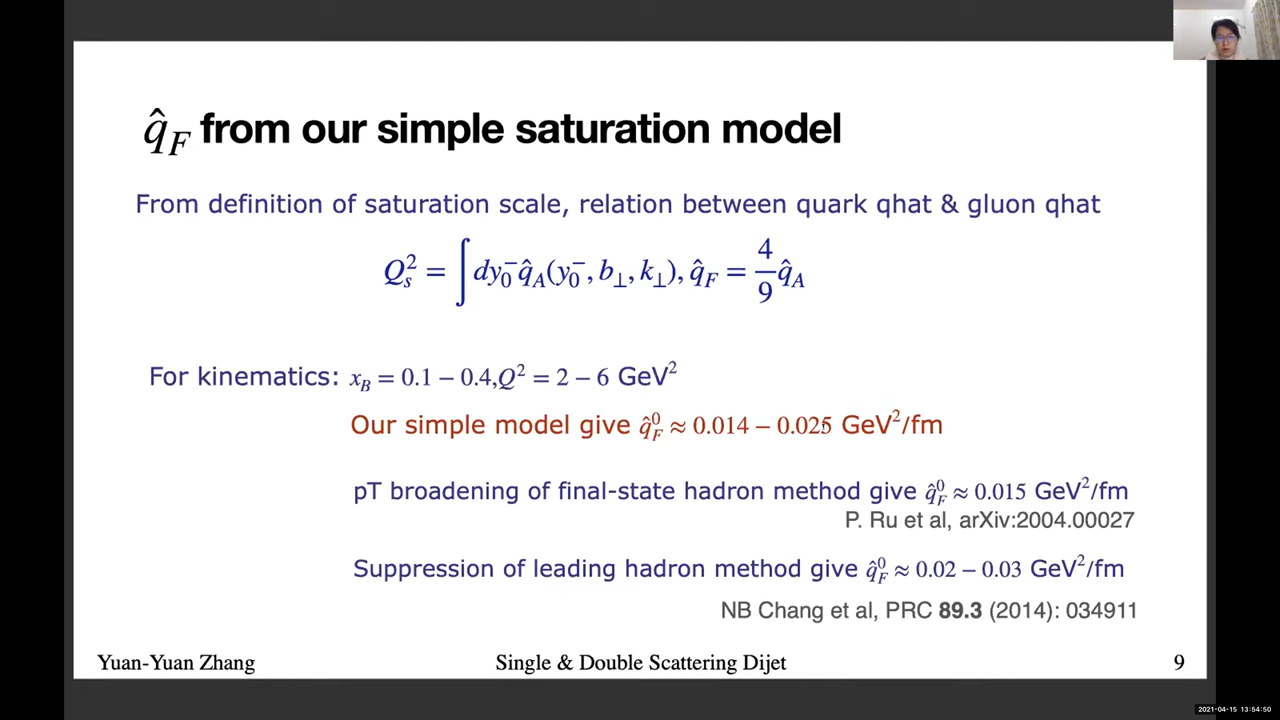 q̂_F from our simple saturation model
From definition of saturation scale, relation between quark qhat & gluon qhat
Q_s^2 = ∫ dy_0^- q̂_A(y_0^-, b_⊥, k_⊥), q̂_F = 4/9 q̂_A
For kinematics: x_B = 0.1 − 0.4,Q^2 = 2 − 6 GeV^2
Our simple model give q̂_F^0 ≈ 0.014 − 0.025 GeV^2/fm
pT broadening of final-state hadron method give q̂_F^0 ≈ 0.015 GeV^2/fm
P. Ru et al, arXiv:2004.00027
Suppression of leading hadron method give q̂_F^0 ≈ 0.02 − 0.03 GeV^2/fm
NB Chang et al, PRC 89.3 (2014): 034911
Yuan-Yuan Zhang
Single & Double Scattering Dijet
9
2021-04-15 13:54:50